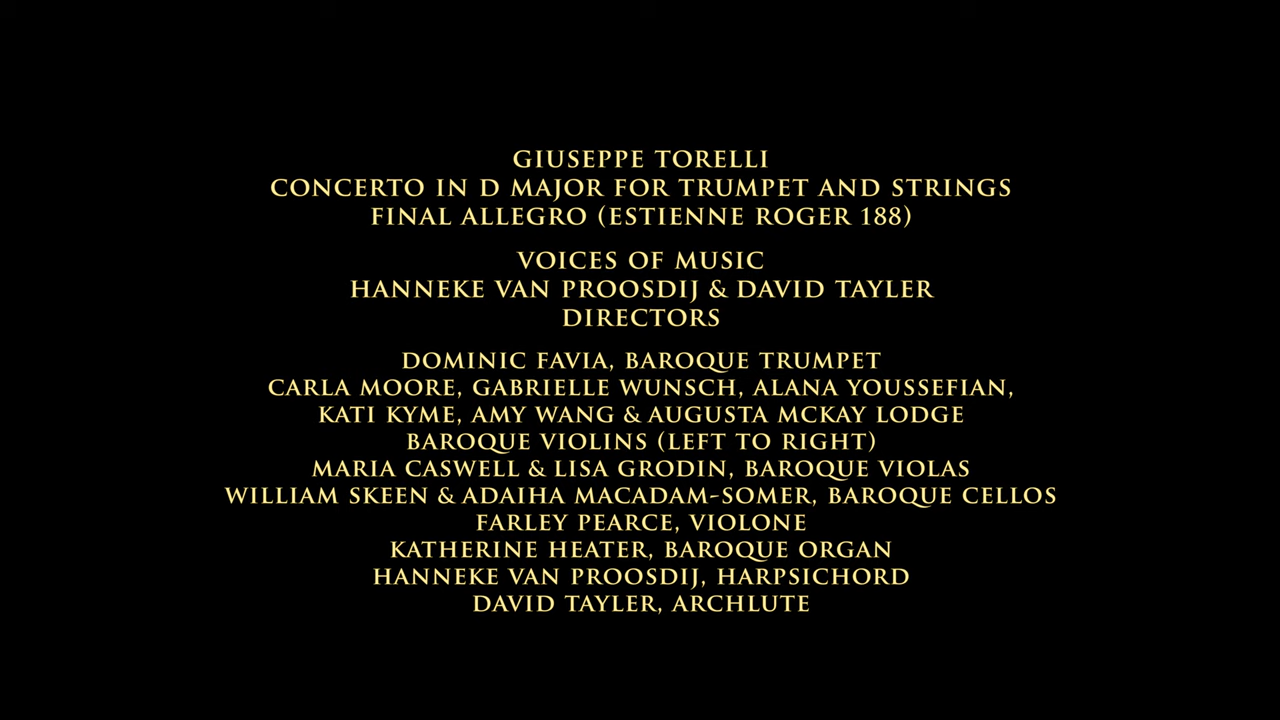 GIUSEPPE TORELLI
CONCERTO IN D MAJOR FOR TRUMPET AND STRINGS
FINAL ALLEGRO (ESTIENNE ROGER 188)
VOICES OF MUSIC
HANNEKE VAN PROOSDIJ & DAVID TAYLER
DIRECTORS
DOMINIC FAVIA, BAROQUE TRUMPET
CARLA MOORE, GABRIELLE WUNSCH, ALANA YOUSSEFIAN,
KATI KYME, AMY WANG & AUGUSTA MCKAY LODGE
BAROQUE VIOLINS (LEFT TO RIGHT)
MARIA CASWELL & LISA GRODIN, BAROQUE VIOLAS
WILLIAM SKEEN & ADAIHA MACADAM-SOMER, BAROQUE CELLOS
FARLEY PEARCE, VIOLONE
KATHERINE HEATER, BAROQUE ORGAN
HANNEKE VAN PROOSDIJ, HARPSICHORD
DAVID TAYLER, ARCHLUTE